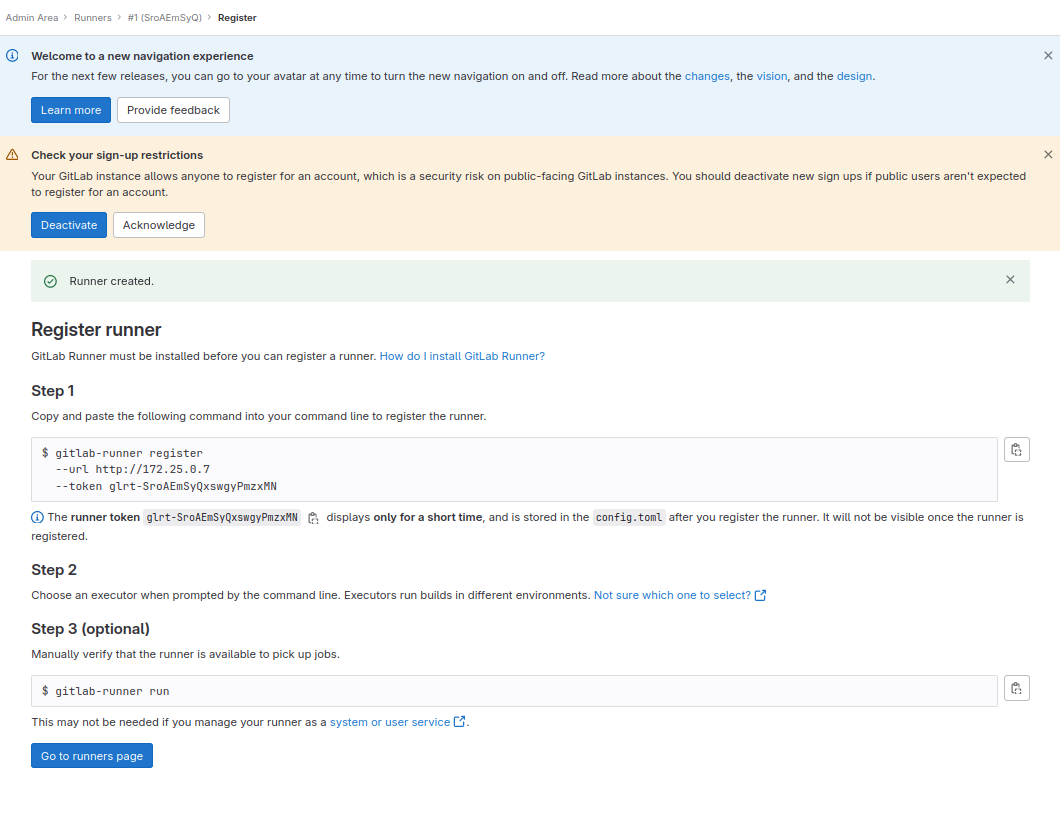 Admin Area › Runners › #1 (SroAEmSyQ) › Register
Welcome to a new navigation experience
For the next few releases, you can go to your avatar at any time to turn the new navigation on and off. Read more about the changes, the vision, and the design.
Learn more Provide feedback
Check your sign-up restrictions
Your GitLab instance allows anyone to register for an account, which is a security risk on public-facing GitLab instances. You should deactivate new sign ups if public users aren't expected
to register for an account.
Deactivate Acknowledge
Runner created.
Register runner
GitLab Runner must be installed before you can register a runner. How do I install GitLab Runner?
Step 1
Copy and paste the following command into your command line to register the runner.
$ gitlab-runner register
--url http://172.25.0.7
--token glrt-SroAEmSyQxswgyPmzxMN
The runner token glrt-SroAEmSyQxswgyPmzxMN displays only for a short time, and is stored in the config.toml after you register the runner. It will not be visible once the runner is
registered.
Step 2
Choose an executor when prompted by the command line. Executors run builds in different environments. Not sure which one to select?
Step 3 (optional)
Manually verify that the runner is available to pick up jobs.
$ gitlab-runner run
This may not be needed if you manage your runner as a system or user service.
Go to runners page